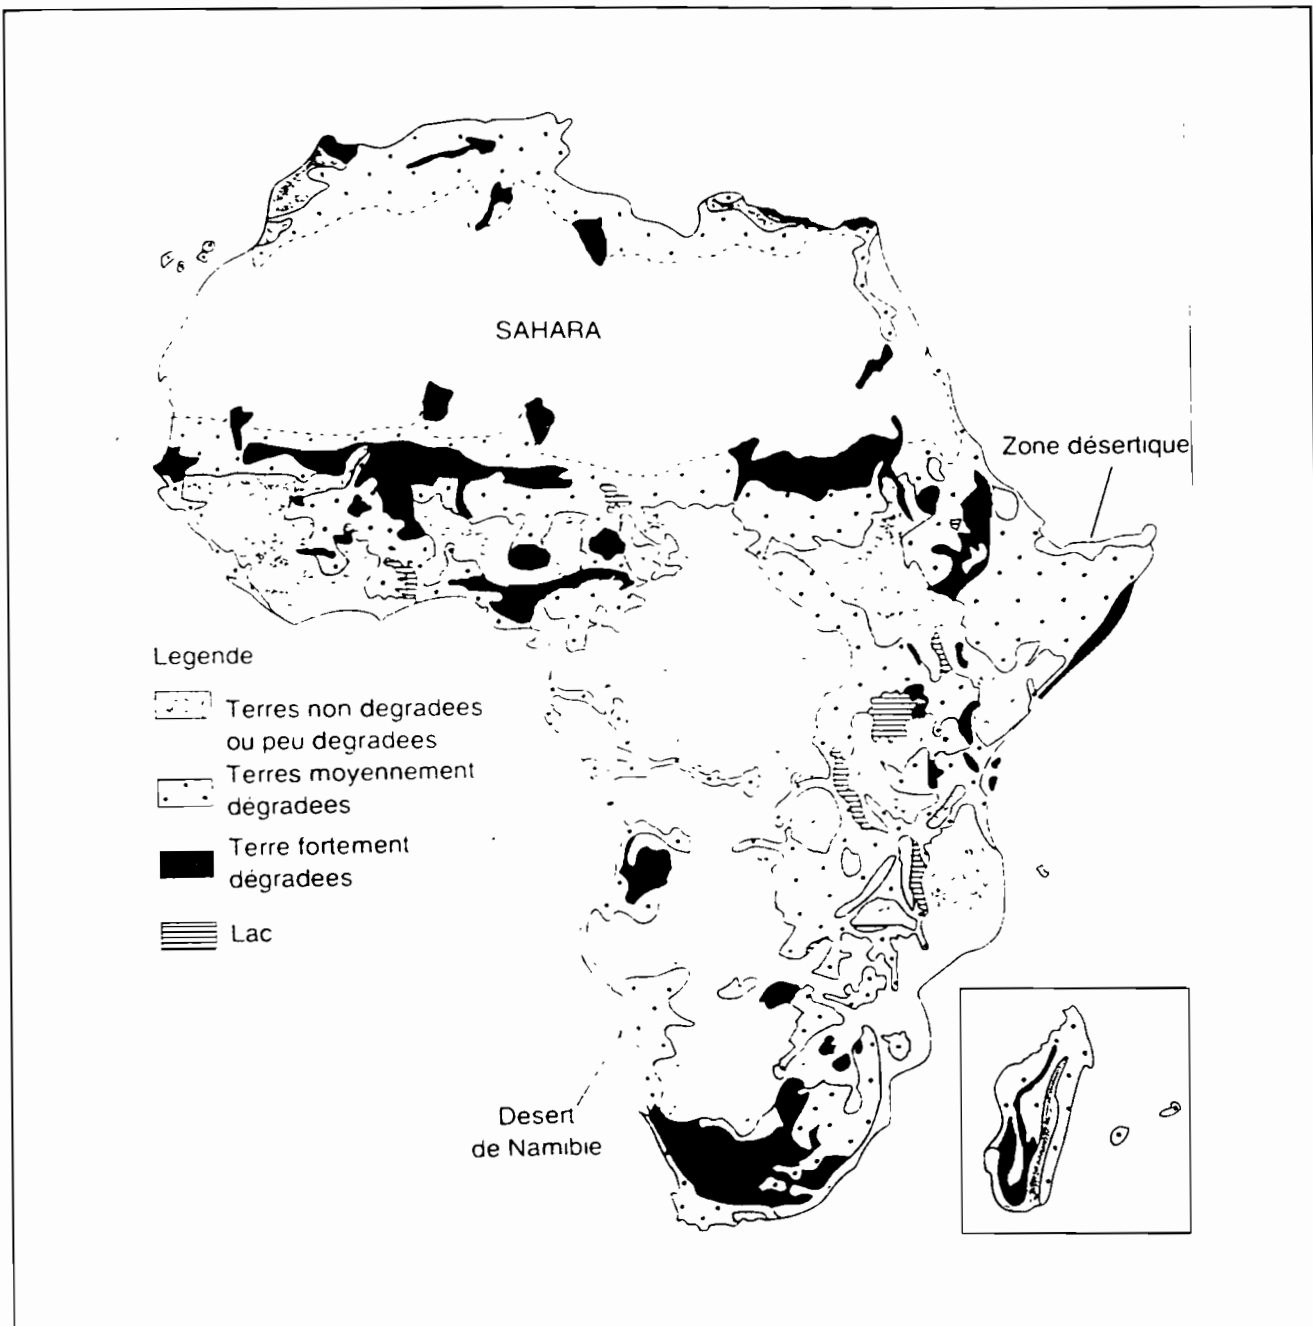 SAHARA
Zone désertique
Legende
Terres non degradees
ou peu degradees
Terres moyennement
dégradees
Terre fortement
dégradees
Lac
Desert
de Namibie